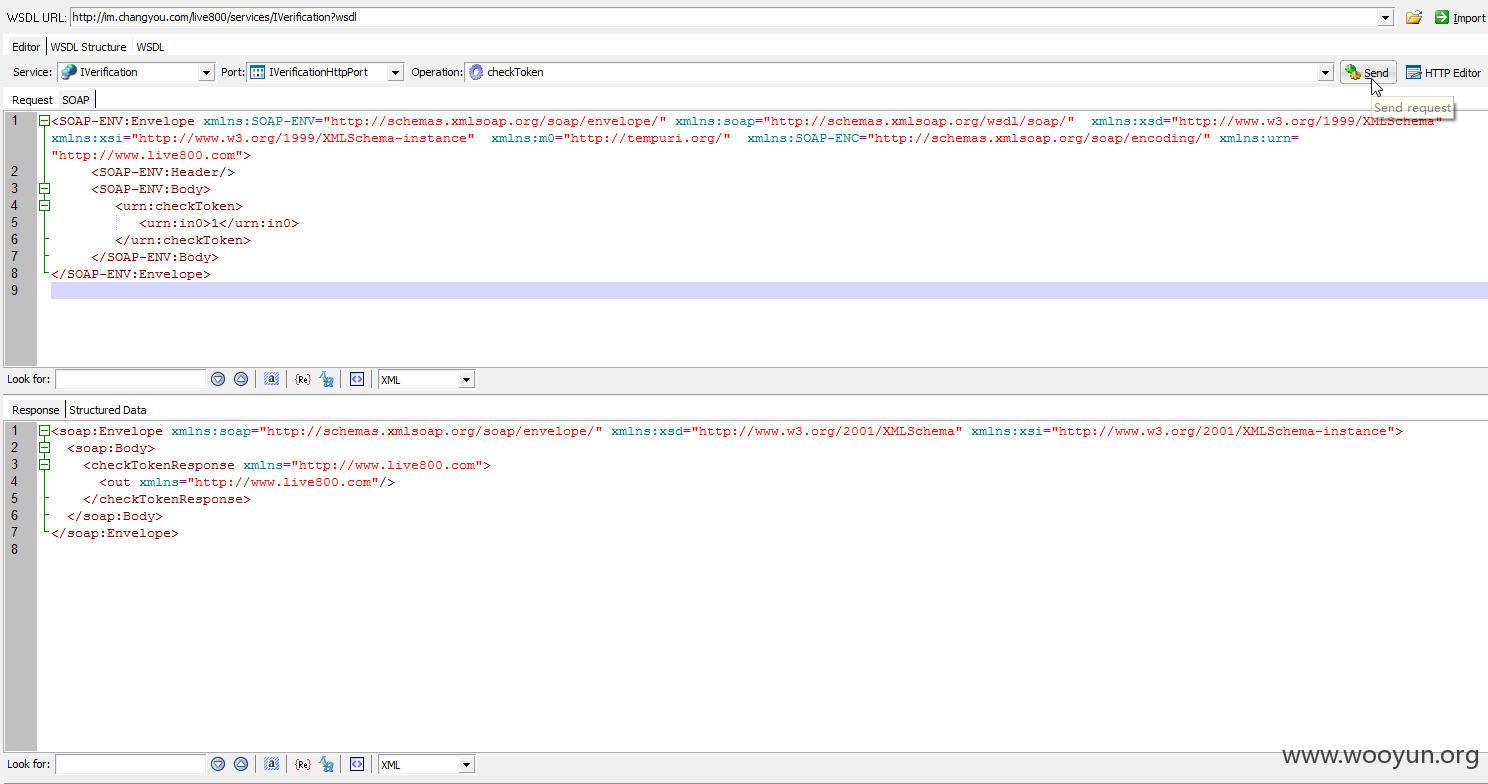 WSDL URL: http://im.changyou.com/live800/services/IVerification?wsdl Import
Editor WSDL Structure WSDL
Service: IVerification Port: IVerificationHttpPort Operation: checkToken Send HTTP Editor
Request SOAP
Send request
1 <SOAP-ENV:Envelope xmlns:SOAP-ENV="http://schemas.xmlsoap.org/soap/envelope/" xmlns:soap="http://schemas.xmlsoap.org/wsdl/soap/" xmlns:xsd="http://www.w3.org/1999/XMLSchema"
xmlns:xsi="http://www.w3.org/1999/XMLSchema-instance" xmlns:m0="http://tempuri.org/" xmlns:SOAP-ENC="http://schemas.xmlsoap.org/soap/encoding/" xmlns:urn=
"http://www.live800.com">
2 <SOAP-ENV:Header/>
3 <SOAP-ENV:Body>
4 <urn:checkToken>
5 <urn:in0>1</urn:in0>
6 </urn:checkToken>
7 </SOAP-ENV:Body>
8 </SOAP-ENV:Envelope>
9
Look for: a {Re} XML
Response Structured Data
1 <soap:Envelope xmlns:soap="http://schemas.xmlsoap.org/soap/envelope/" xmlns:xsd="http://www.w3.org/2001/XMLSchema" xmlns:xsi="http://www.w3.org/2001/XMLSchema-instance">
2 <soap:Body>
3 <checkTokenResponse xmlns="http://www.live800.com">
4 <out xmlns="http://www.live800.com"/>
5 </checkTokenResponse>
6 </soap:Body>
7 </soap:Envelope>
8
www.wooyun.org
Look for: a {Re} XML